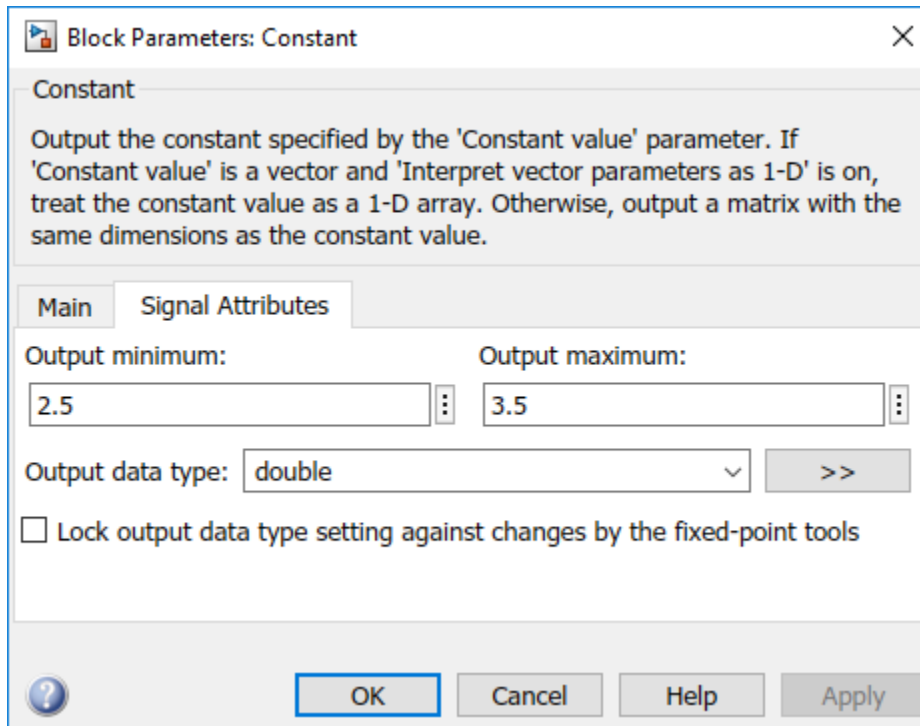 Block Parameters: Constant
Constant
Output the constant specified by the 'Constant value' parameter. If
'Constant value' is a vector and 'Interpret vector parameters as 1-D' is on,
treat the constant value as a 1-D array. Otherwise, output a matrix with the
same dimensions as the constant value.
Main Signal Attributes
Output minimum: Output maximum:
2.5 3.5
Output data type: double >>
Lock output data type setting against changes by the fixed-point tools
OK Cancel Help Apply